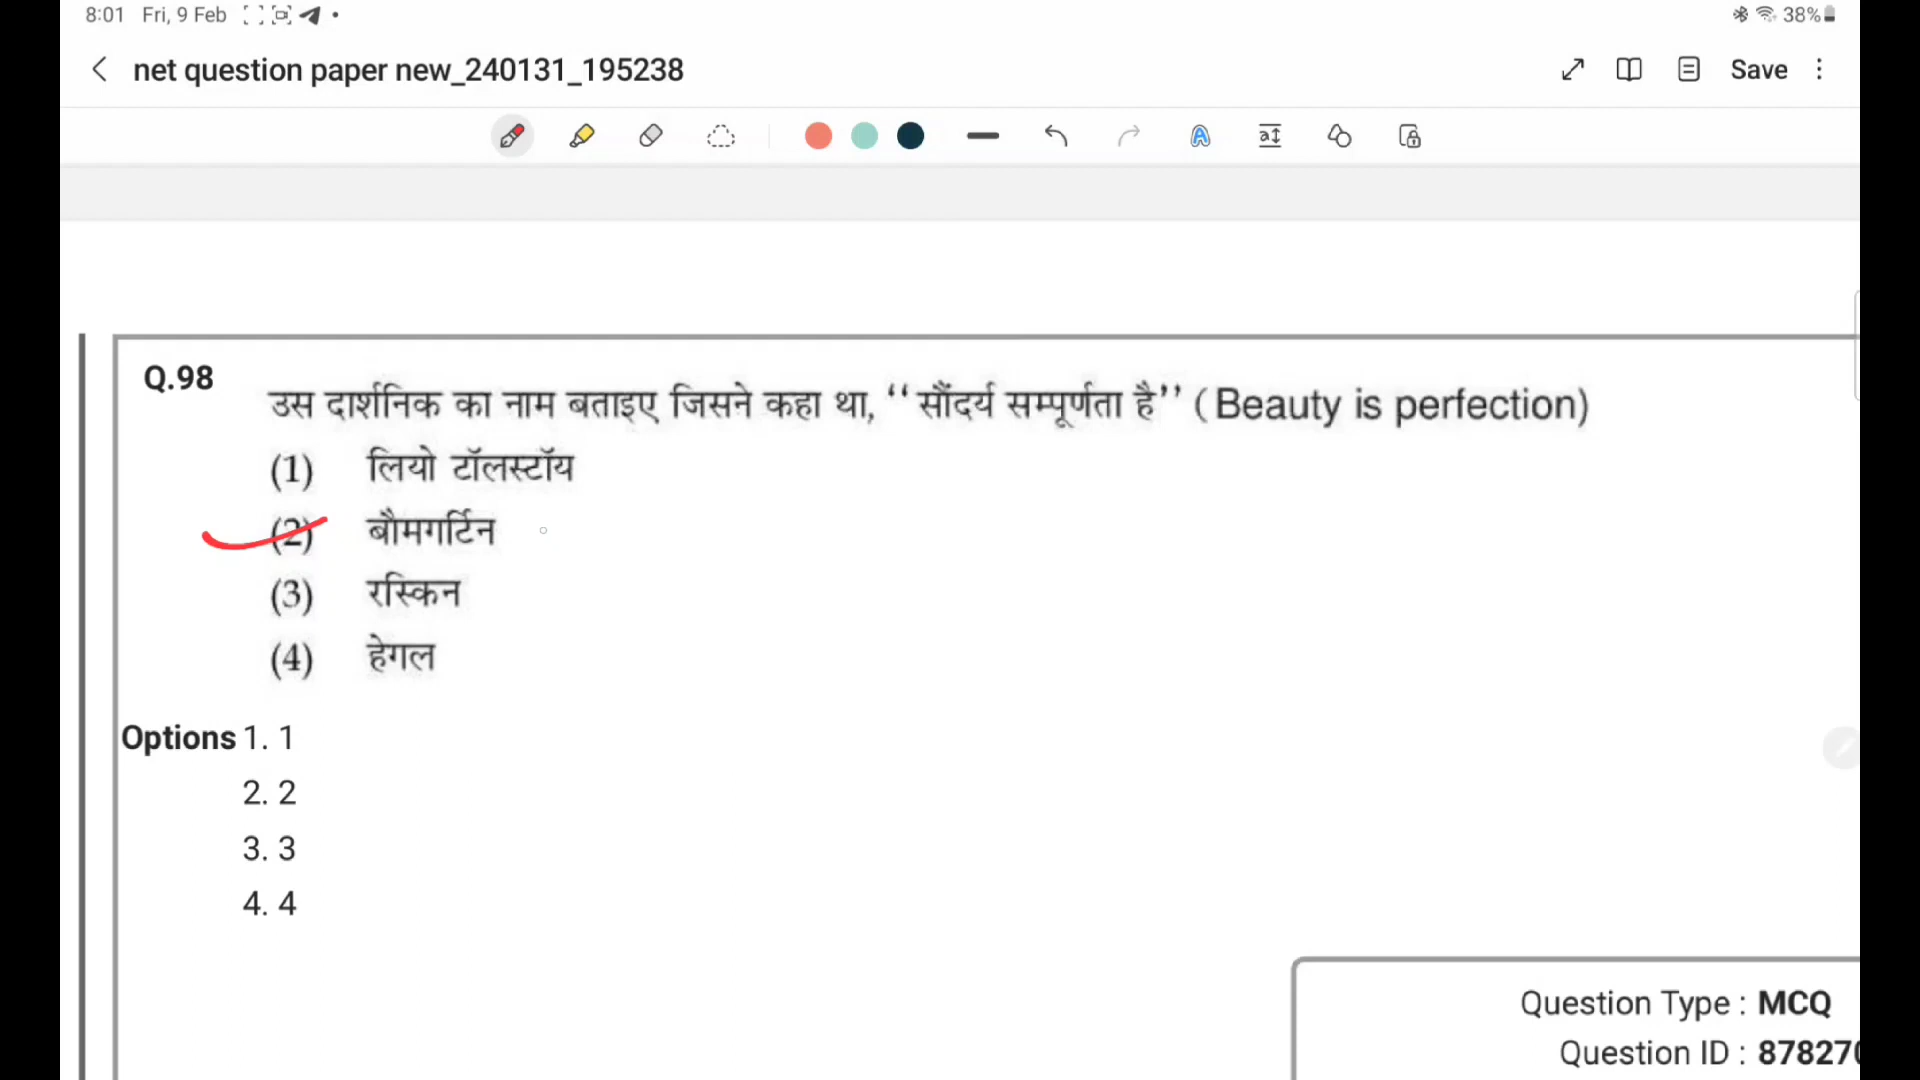 8:01 Fri, 9 Feb
38%
net question paper new_240131_195238
Save
Q.98
उस दार्शनिक का नाम बताइए जिसने कहा था, ‘‘सौंदर्य सम्पूर्णता है’’ (Beauty is perfection)
(1) लियो टॉलस्टॉय
(2) बौमगर्टिन
(3) रस्किन
(4) हेगल
Options 1. 1
2. 2
3. 3
4. 4
Question Type : MCQ
Question ID : 87827